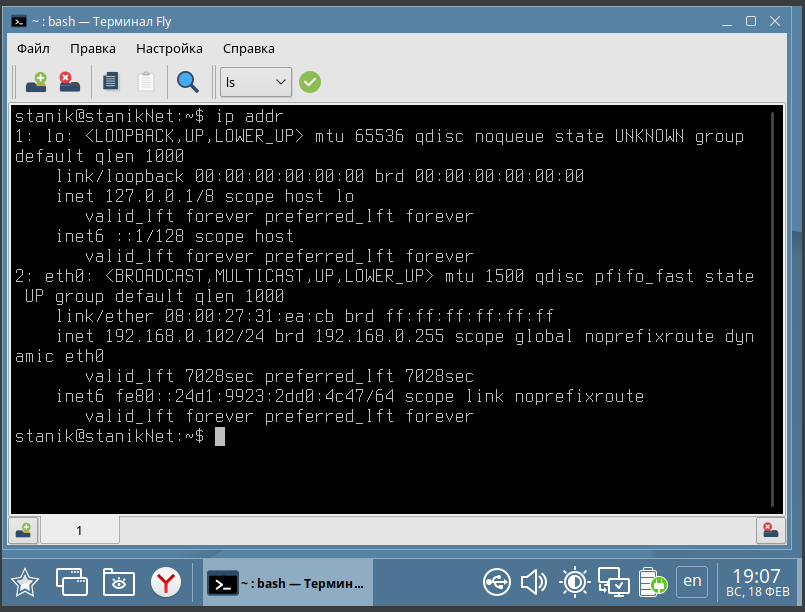 ~ : bash — Терминал Fly
Файл Правка Настройка Справка
ls
stanik@stanikNet:~$ ip addr
1: lo: <LOOPBACK,UP,LOWER_UP> mtu 65536 qdisc noqueue state UNKNOWN group
default qlen 1000
link/loopback 00:00:00:00:00:00 brd 00:00:00:00:00:00
inet 127.0.0.1/8 scope host lo
valid_lft forever preferred_lft forever
inet6 ::1/128 scope host
valid_lft forever preferred_lft forever
2: eth0: <BROADCAST,MULTICAST,UP,LOWER_UP> mtu 1500 qdisc pfifo_fast state
UP group default qlen 1000
link/ether 08:00:27:31:ea:cb brd ff:ff:ff:ff:ff:ff
inet 192.168.0.102/24 brd 192.168.0.255 scope global noprefixroute dyn
amic eth0
valid_lft 7028sec preferred_lft 7028sec
inet6 fe80::24d1:9923:2dd0:4c47/64 scope link noprefixroute
valid_lft forever preferred_lft forever
stanik@stanikNet:~$
1
~ : bash — Термин...
en
19:07
ВС, 18 ФЕВ